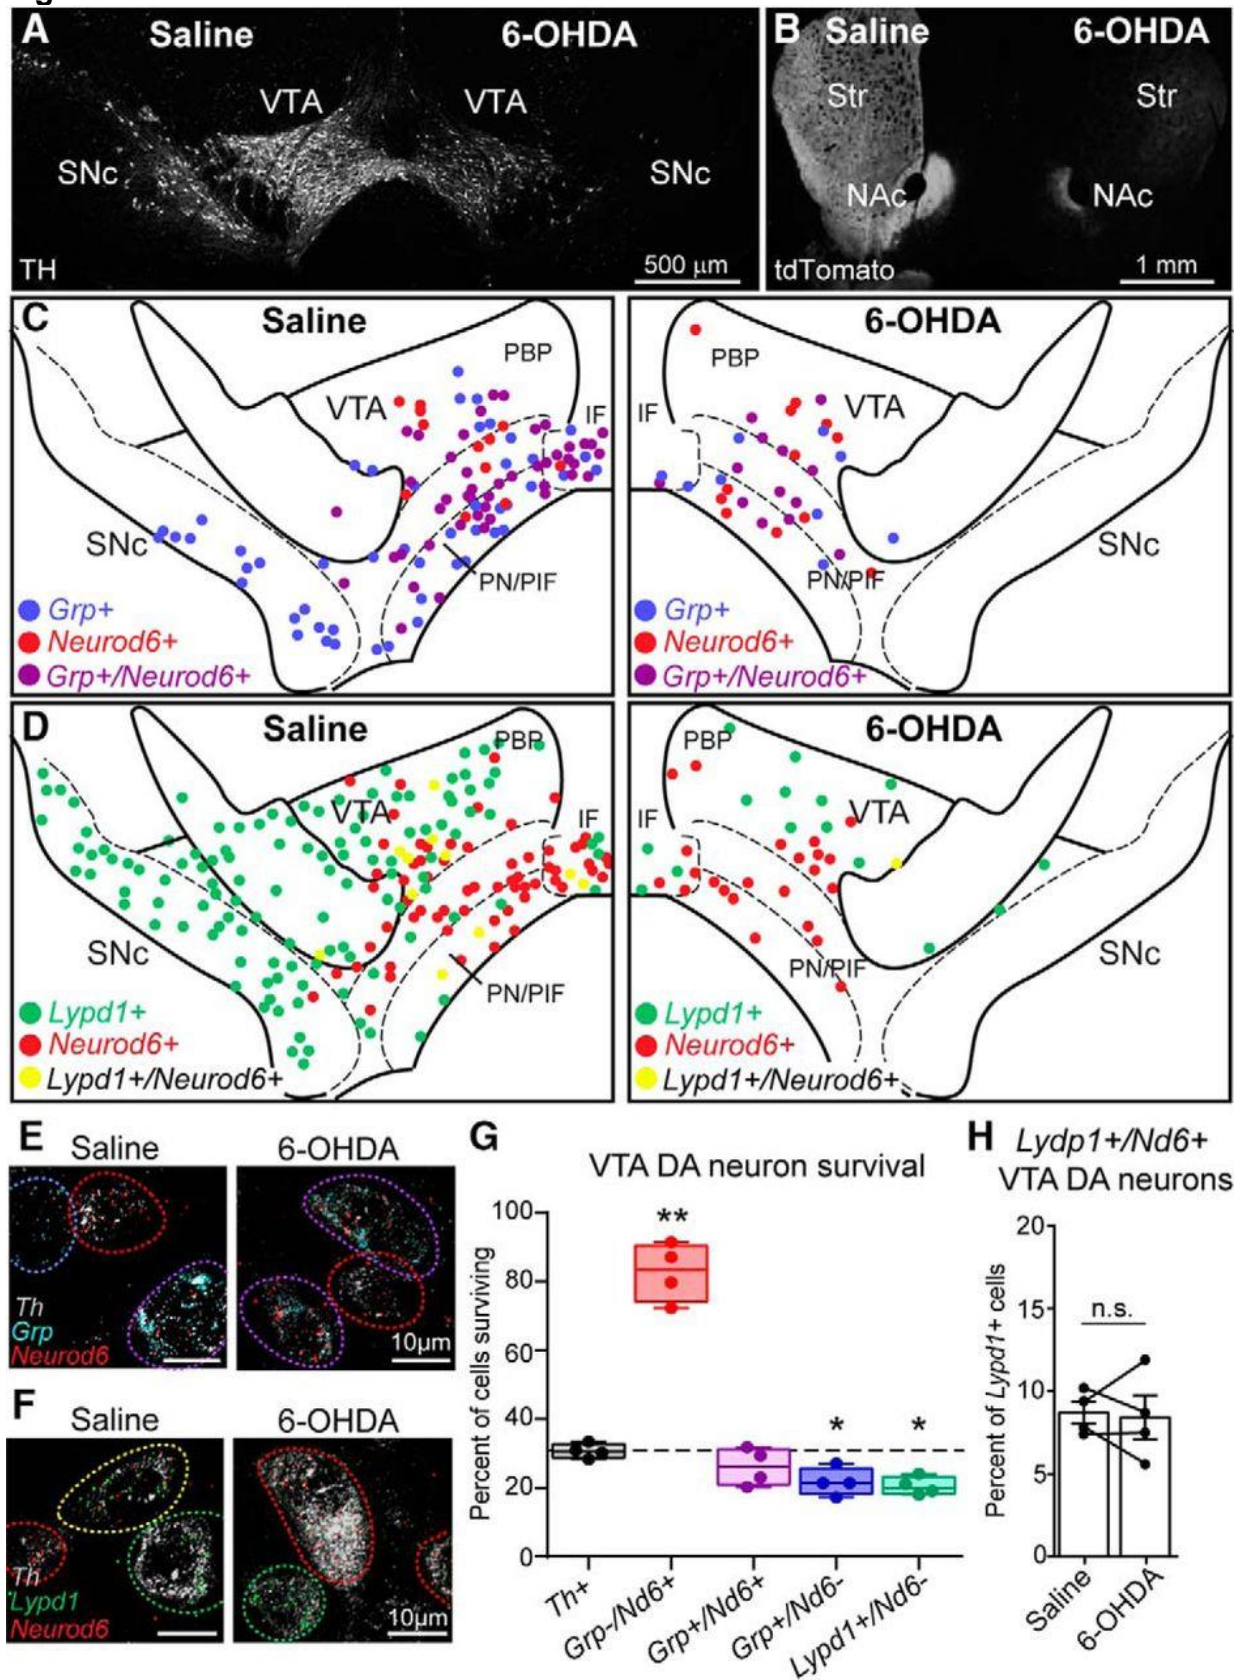 A Saline 6-OHDA
VTA VTA
SNc SNc
TH 500 μm
B Saline 6-OHDA
Str Str
NAc NAc
tdTomato 1 mm
C Saline
PBP
VTA
IF
SNc
PN/PIF
Grp+
Neurod6+
Grp+/Neurod6+
6-OHDA
PBP
IF
VTA
SNc
PN/PIF
Grp+
Neurod6+
Grp+/Neurod6+
D Saline
PBP
VTA
IF
SNc
PN/PIF
Lypd1+
Neurod6+
Lypd1+/Neurod6+
6-OHDA
PBP
IF
VTA
SNc
PN/PIF
Lypd1+
Neurod6+
Lypd1+/Neurod6+
E Saline 6-OHDA
Th
Grp
Neurod6
10μm
F Saline 6-OHDA
Th
Lypd1
Neurod6
10μm
G
VTA DA neuron survival
Percent of cells surviving
100
80
60
40
20
0
**
*
*
Th+
Grp-/Nd6+
Grp+/Nd6+
Grp+/Nd6-
Lypd1+/Nd6-
H Lydp1+/Nd6+
VTA DA neurons
Percent of Lypd1+ cells
20
15
10
5
0
n.s.
Saline
6-OHDA